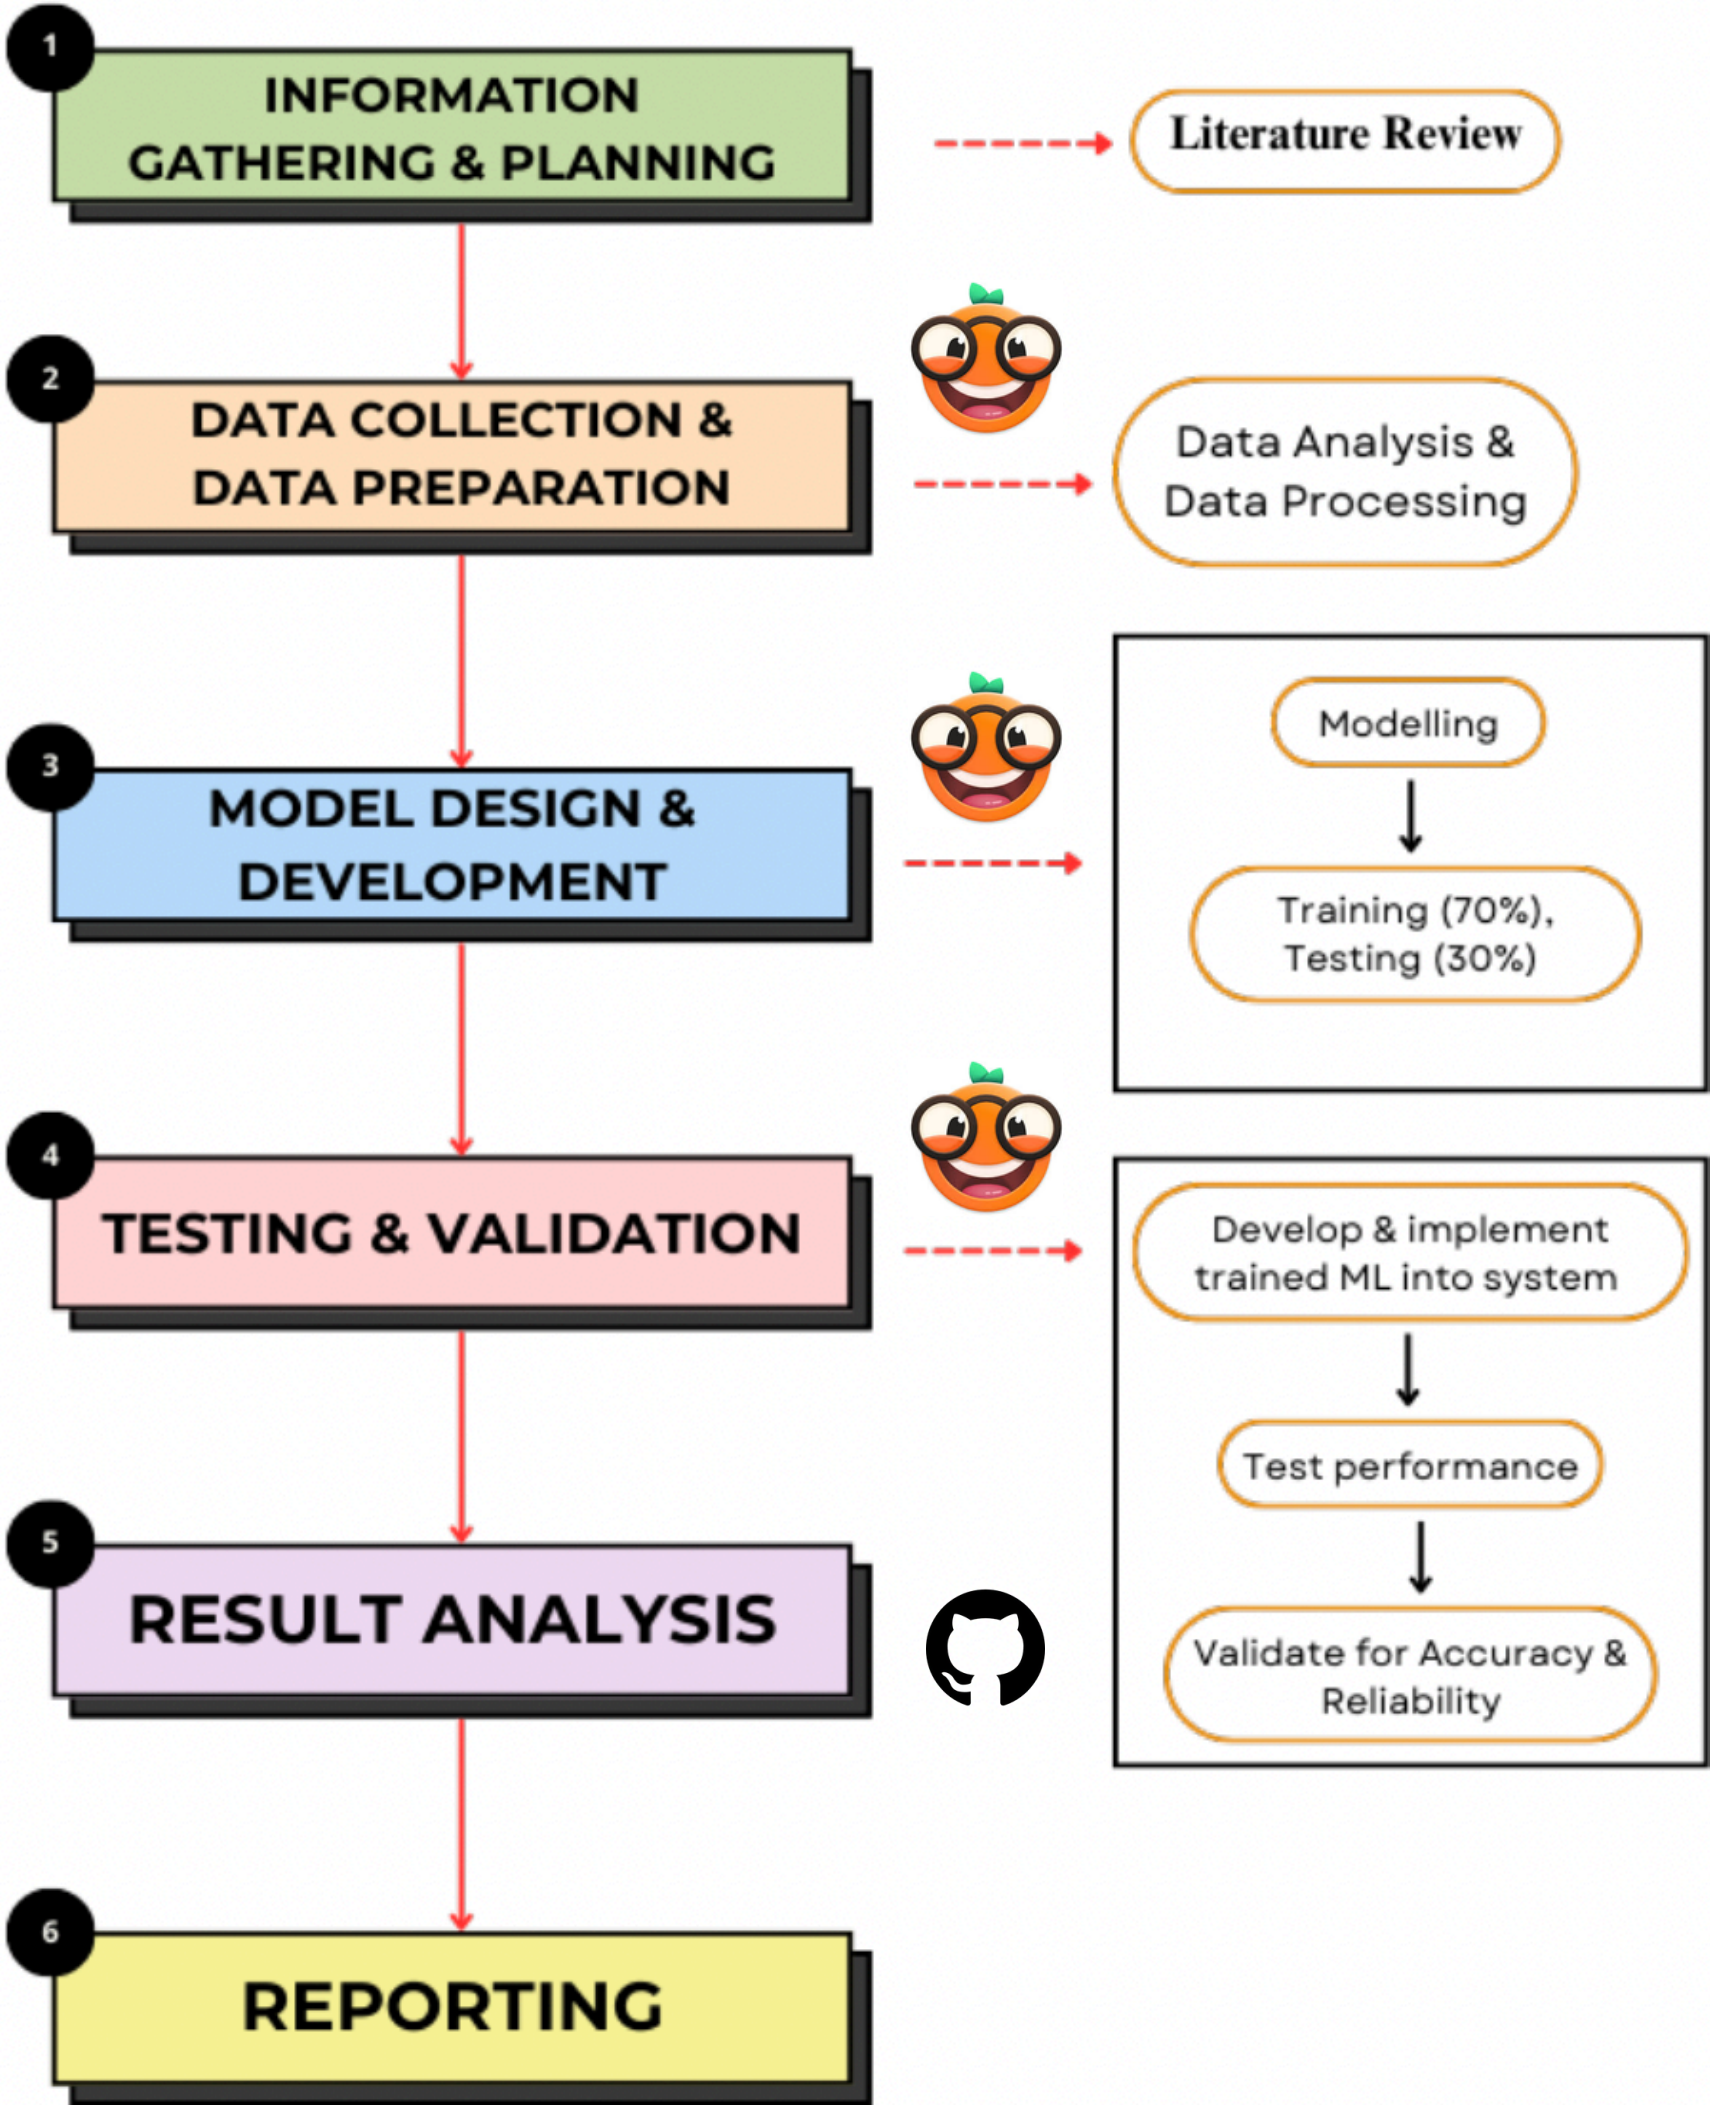 1
INFORMATION
GATHERING & PLANNING
Literature Review
2
DATA COLLECTION &
DATA PREPARATION
Data Analysis &
Data Processing
3
MODEL DESIGN &
DEVELOPMENT
Modelling
Training (70%),
Testing (30%)
4
TESTING & VALIDATION
Develop & implement
trained ML into system
Test performance
Validate for Accuracy &
Reliability
5
RESULT ANALYSIS
6
REPORTING